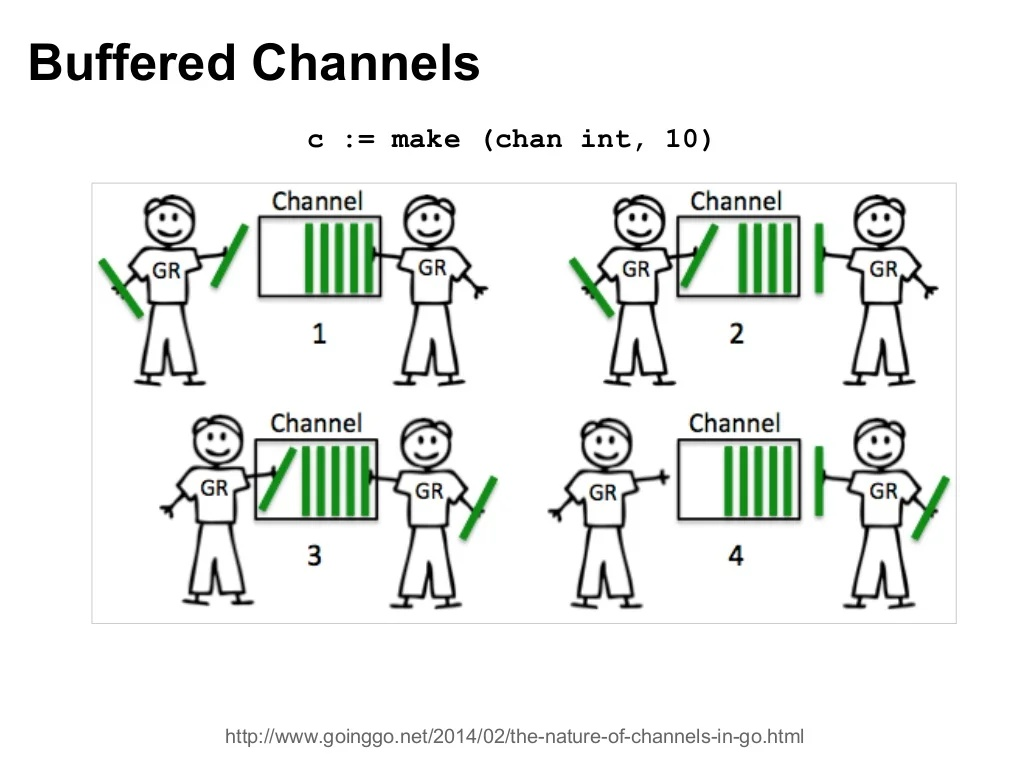 Buffered Channels
c := make (chan int, 10)
Channel
GR
GR
1
Channel
GR
GR
2
Channel
GR
GR
3
Channel
GR
GR
4
http://www.goinggo.net/2014/02/the-nature-of-channels-in-go.html